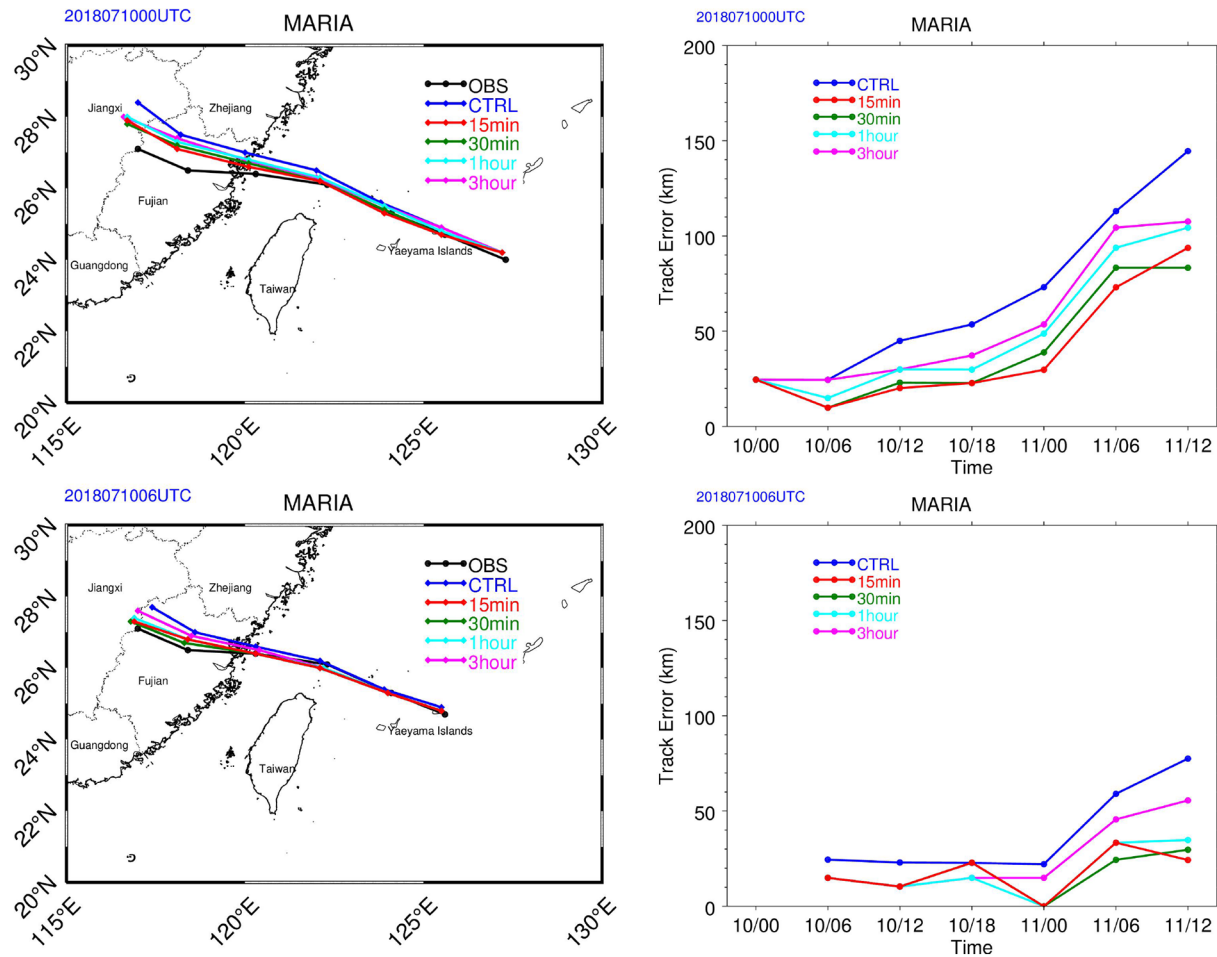 2018071000UTC
MARIA
30°N
28°N
26°N
24°N
22°N
20°N
115°E
120°E
125°E
130°E
Jiangxi
Zhejiang
Fujian
Guangdong
Taiwan
Yaeyama Islands
OBS
CTRL
15min
30min
1hour
3hour
2018071000UTC
MARIA
Track Error (km)
200
150
100
50
0
CTRL
15min
30min
1hour
3hour
10/00 10/06 10/12 10/18 11/00 11/06 11/12
Time
2018071006UTC
MARIA
30°N
28°N
26°N
24°N
22°N
20°N
115°E
120°E
125°E
130°E
Jiangxi
Zhejiang
Fujian
Guangdong
Taiwan
Yaeyama Islands
OBS
CTRL
15min
30min
1hour
3hour
2018071006UTC
MARIA
Track Error (km)
200
150
100
50
0
CTRL
15min
30min
1hour
3hour
10/00 10/06 10/12 10/18 11/00 11/06 11/12
Time